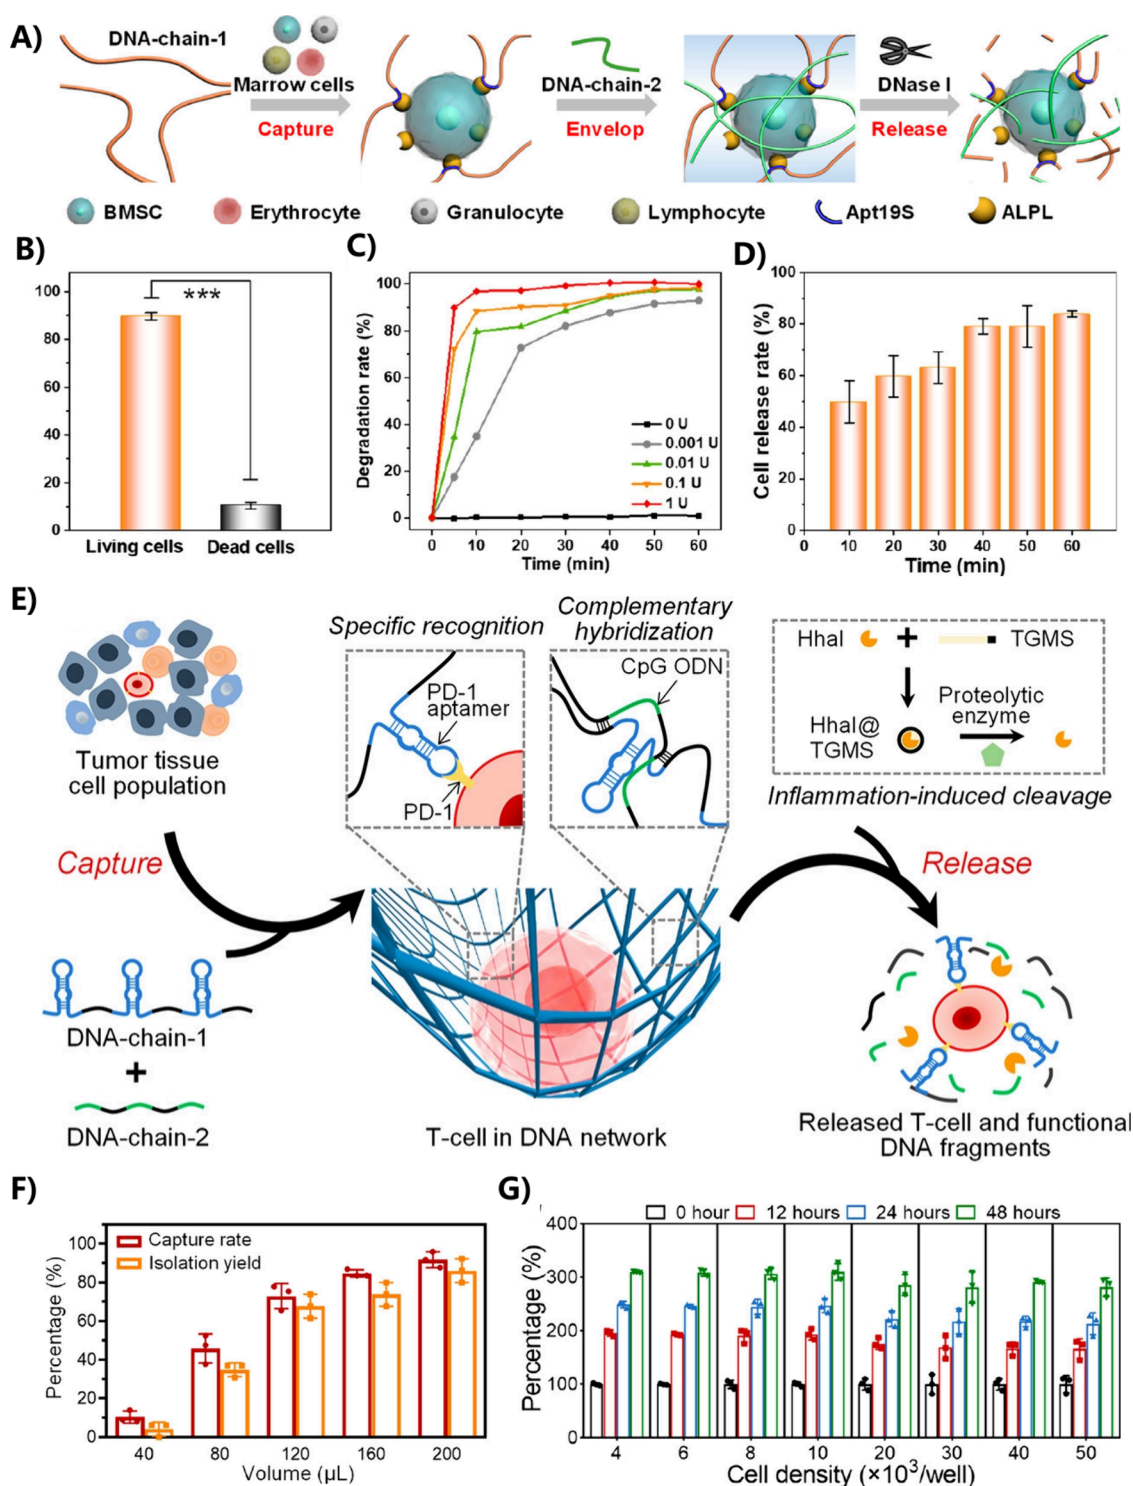 A)
DNA-chain-1
Marrow cells
Capture
DNA-chain-2
Envelop
DNase I
Release
BMSC
Erythrocyte
Granulocyte
Lymphocyte
Apt19S
ALPL
B)
100
80
60
40
20
0
***
Living cells
Dead cells
C)
Degradation rate (%)
100
80
60
40
20
0
0 U
0.001 U
0.01 U
0.1 U
1 U
0 10 20 30 40 50 60
Time (min)
D)
Cell release rate (%)
100
80
60
40
20
0
0 10 20 30 40 50 60
Time (min)
E)
Tumor tissue
cell population
Capture
DNA-chain-1
+
DNA-chain-2
Specific recognition
PD-1
aptamer
PD-1
Complementary
hybridization
CpG ODN
T-cell in DNA network
HhaI + TGMS
HhaI@
TGMS
Proteolytic
enzyme
Inflammation-induced cleavage
Release
Released T-cell and functional
DNA fragments
F)
Percentage (%)
100
80
60
40
20
0
Capture rate
Isolation yield
40 80 120 160 200
Volume (μL)
G)
0 hour 12 hours 24 hours 48 hours
Percentage (%)
400
300
200
100
0
4 6 8 10 20 30 40 50
Cell density (×10³/well)